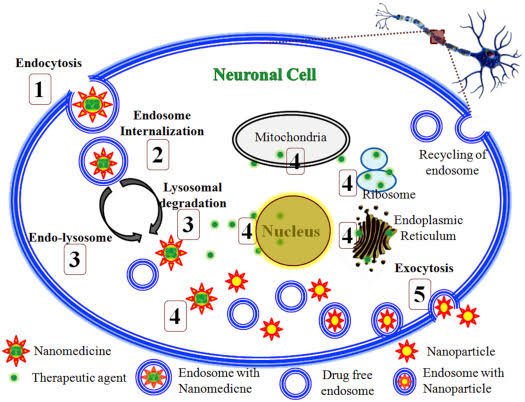 Neuronal Cell
Endocytosis
1
Endosome
Internalization
2
Mitochondria
4
Recycling of
endosome
4
Ribosome
Lysosomal
degradation
3
4
Nucleus
4
Endoplasmic
Reticulum
Endo-lysosome
3
4
Exocytosis
5
Nanomedicine
Therapeutic agent
Endosome with
Nanomedicine
Drug free
endosome
Nanoparticle
Endosome with
Nanoparticle